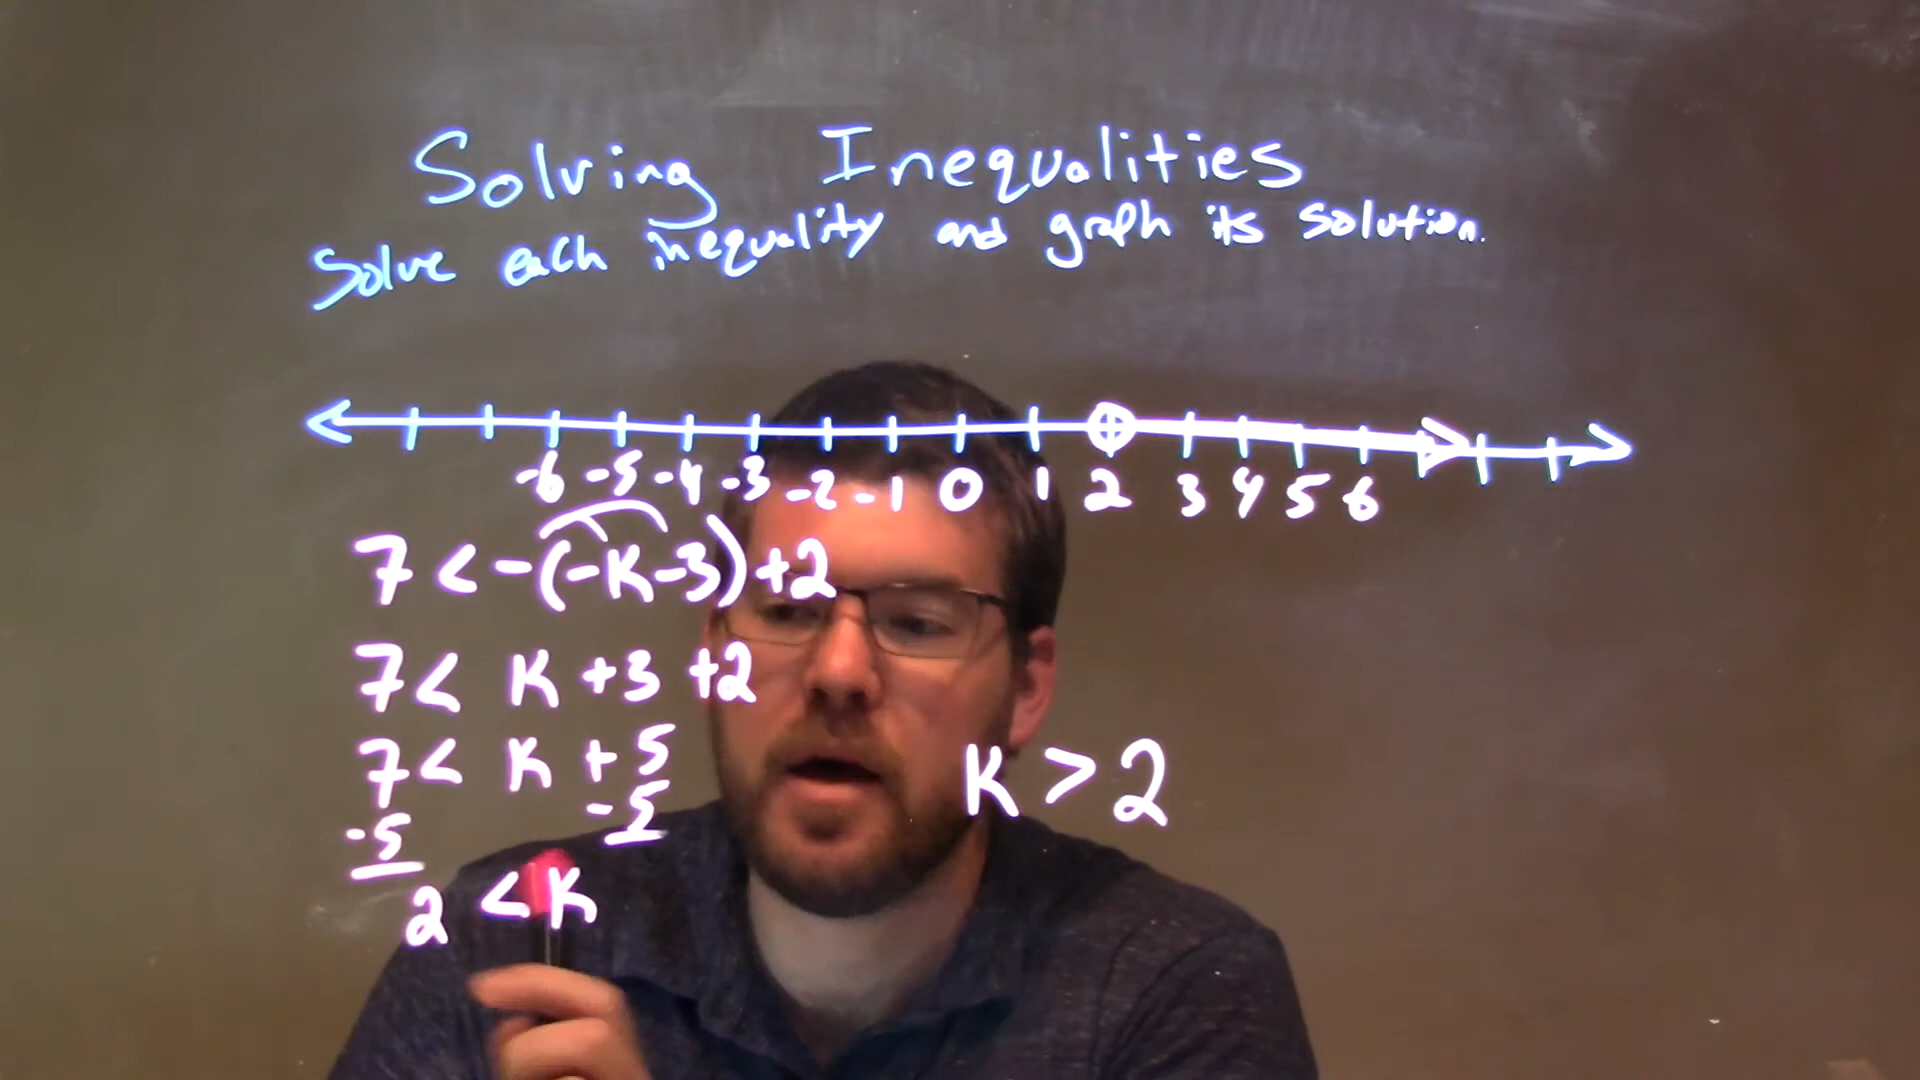 Solving Inequalities
Solve each inequality and graph its solution.
-6 -5 -4 -3 -2 -1 0 1 2 3 4 5 6
7 < -(-K-3) +2
7 < K +3 +2
7 < K + 5
-5 -5
2 < K
K > 2